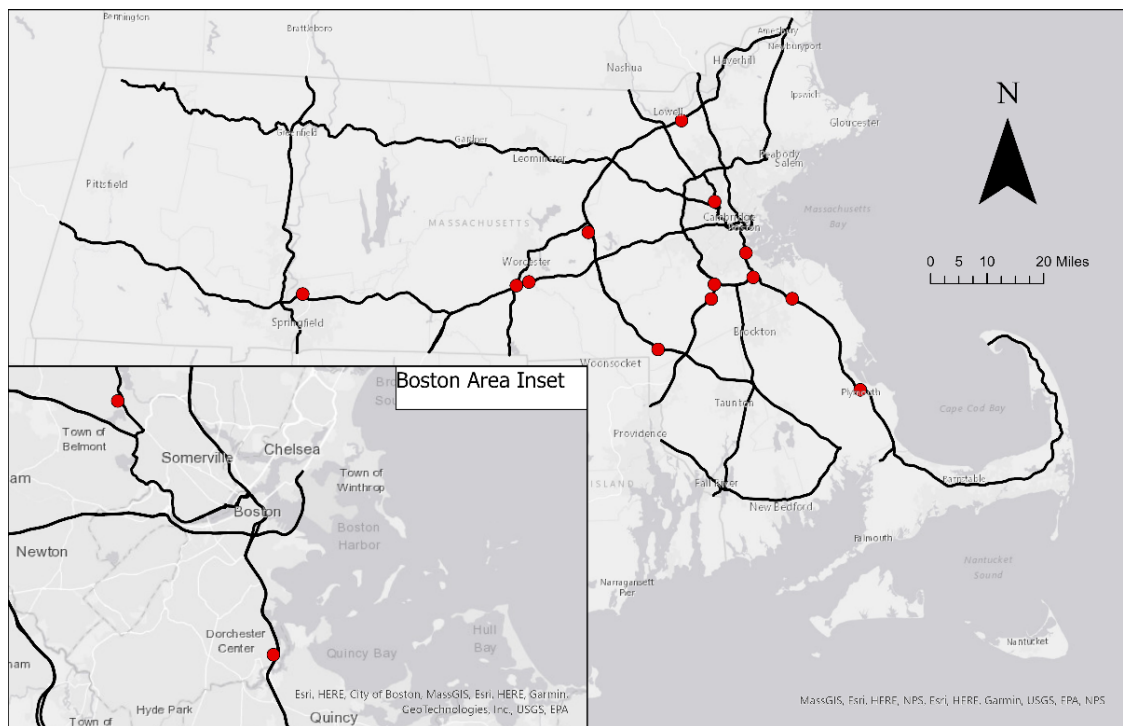 Bennington
Brattleboro
Amesbury
Newburyport
Haverhill
Nashua
Ipswich
Lowell
Gloucester
Greenfield
Gardner
Leominster
Peabody
Salem
Pittsfield
MASSACHUSETTS
Cambridge
Boston
Massachusetts
Bay
N
0 5 10 20 Miles
Worcester
Springfield
Brockton
Woonsocket
Plymouth
Taunton
Cape Cod Bay
Providence
ISLAND
Fall River
New Bedford
Barnstable
Falmouth
Nantucket
Sound
Narragansett
Pier
Nantucket
MassGIS, Esri, HERE, NPS, Esri, HERE, Garmin, USGS, EPA, NPS
Boston Area Inset
Town of
Belmont
Somerville
Chelsea
Town of
Winthrop
am
Boston
Boston
Harbor
Newton
Dorchester
Center
Quincy Bay
Hull
Bay
ham
Hyde Park
Town of
Quincy
Esri, HERE, City of Boston, MassGIS, Esri, HERE, Garmin,
GeoTechnologies, Inc., USGS, EPA